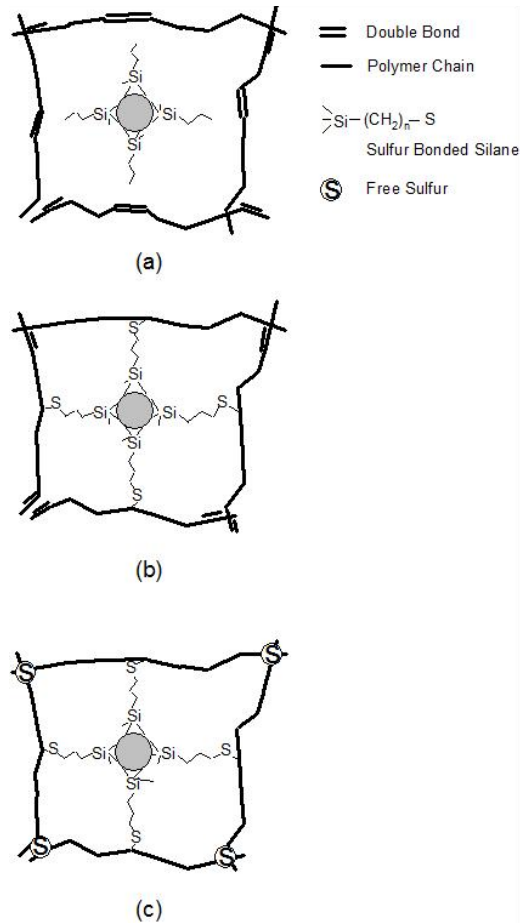 Double Bond
Polymer Chain
Si
Si—(CH2)n—S
Sulfur Bonded Silane
Si
Si
S
Free Sulfur
Si
(a)
S
Si
S
Si
Si
S
Si
S
(b)
S
S
S
Si
S
Si
Si
S
Si
S
S
S
(c)